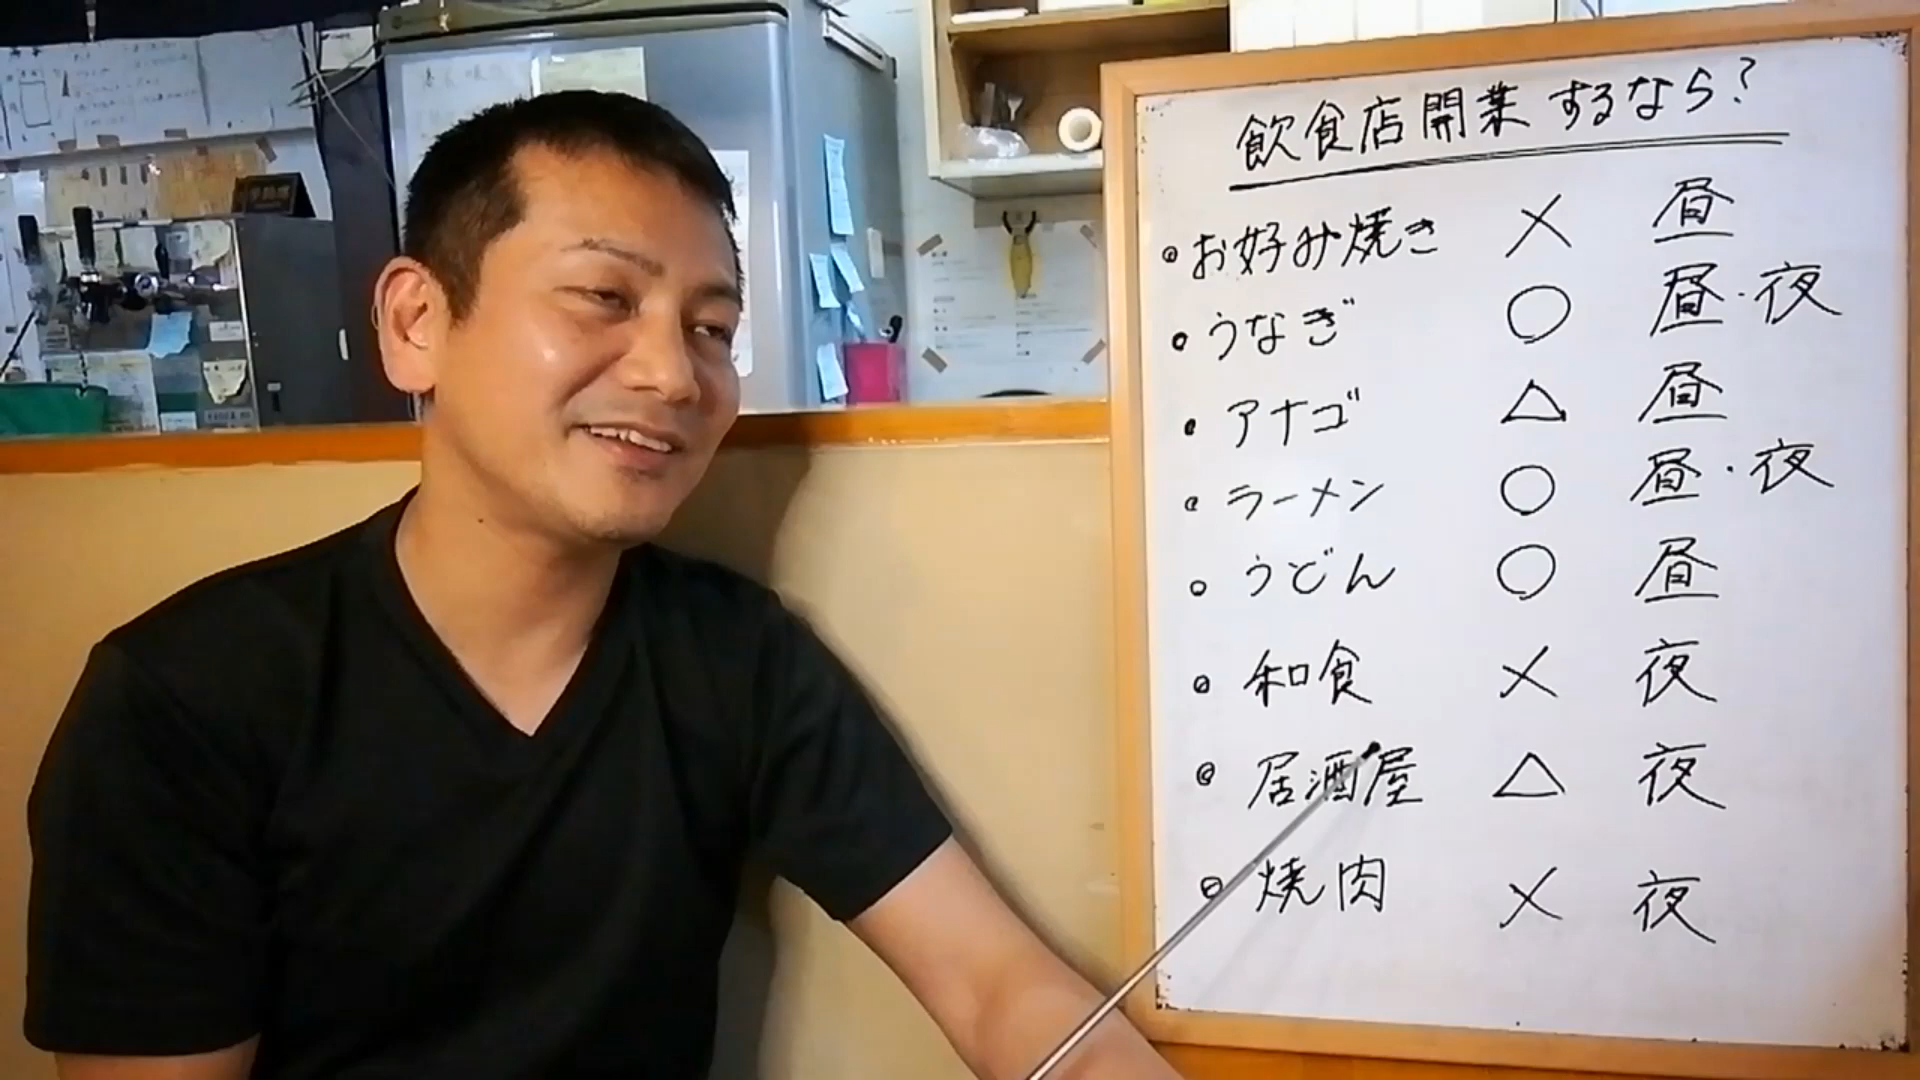 飲食店開業するなら?
・お好み焼き × 昼
・うなぎ ○ 昼・夜
・アナゴ △ 昼
・ラーメン ○ 昼・夜
・うどん ○ 昼
・和食 × 夜
・居酒屋 △ 夜
・焼肉 × 夜